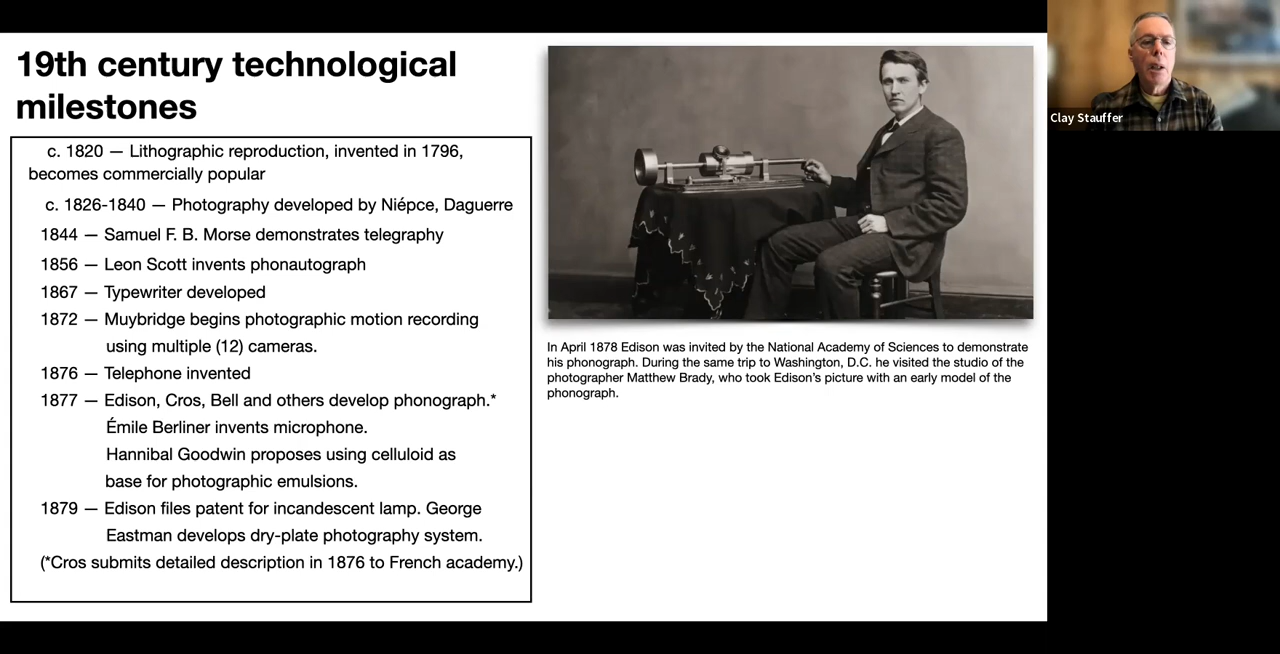 19th century technological
milestones
c. 1820 — Lithographic reproduction, invented in 1796,
becomes commercially popular
c. 1826-1840 — Photography developed by Niépce, Daguerre
1844 — Samuel F. B. Morse demonstrates telegraphy
1856 — Leon Scott invents phonautograph
1867 — Typewriter developed
1872 — Muybridge begins photographic motion recording
using multiple (12) cameras.
1876 — Telephone invented
1877 — Edison, Cros, Bell and others develop phonograph.*
Émile Berliner invents microphone.
Hannibal Goodwin proposes using celluloid as
base for photographic emulsions.
1879 — Edison files patent for incandescent lamp. George
Eastman develops dry-plate photography system.
(*Cros submits detailed description in 1876 to French academy.)
In April 1878 Edison was invited by the National Academy of Sciences to demonstrate
his phonograph. During the same trip to Washington, D.C. he visited the studio of the
photographer Matthew Brady, who took Edison's picture with an early model of the
phonograph.
Clay Stauffer